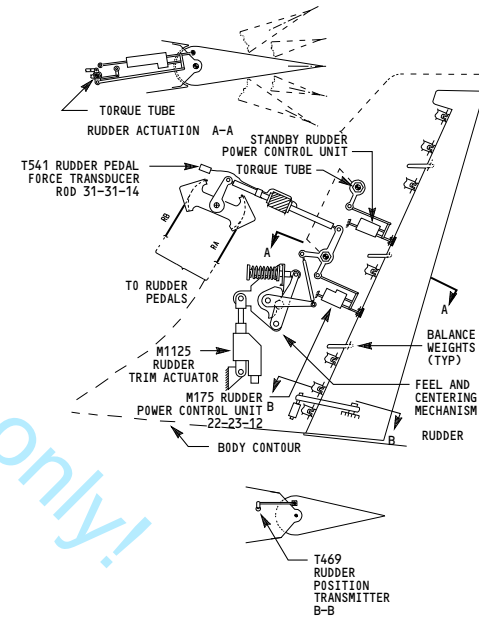 TORQUE TUBE
RUDDER ACTUATION A-A
STANDBY RUDDER
POWER CONTROL UNIT
T541 RUDDER PEDAL
FORCE TRANSDUCER
ROD 31-31-14
TORQUE TUBE
BB
RA
A
TO RUDDER
PEDALS
A
M1125
RUDDER
TRIM ACTUATOR
BALANCE
WEIGHTS
(TYP)
M175 RUDDER
POWER CONTROL UNIT
22-23-12
B
FEEL AND
CENTERING
MECHANISM
B
RUDDER
BODY CONTOUR
only!
T469
RUDDER
POSITION
TRANSMITTER
B-B